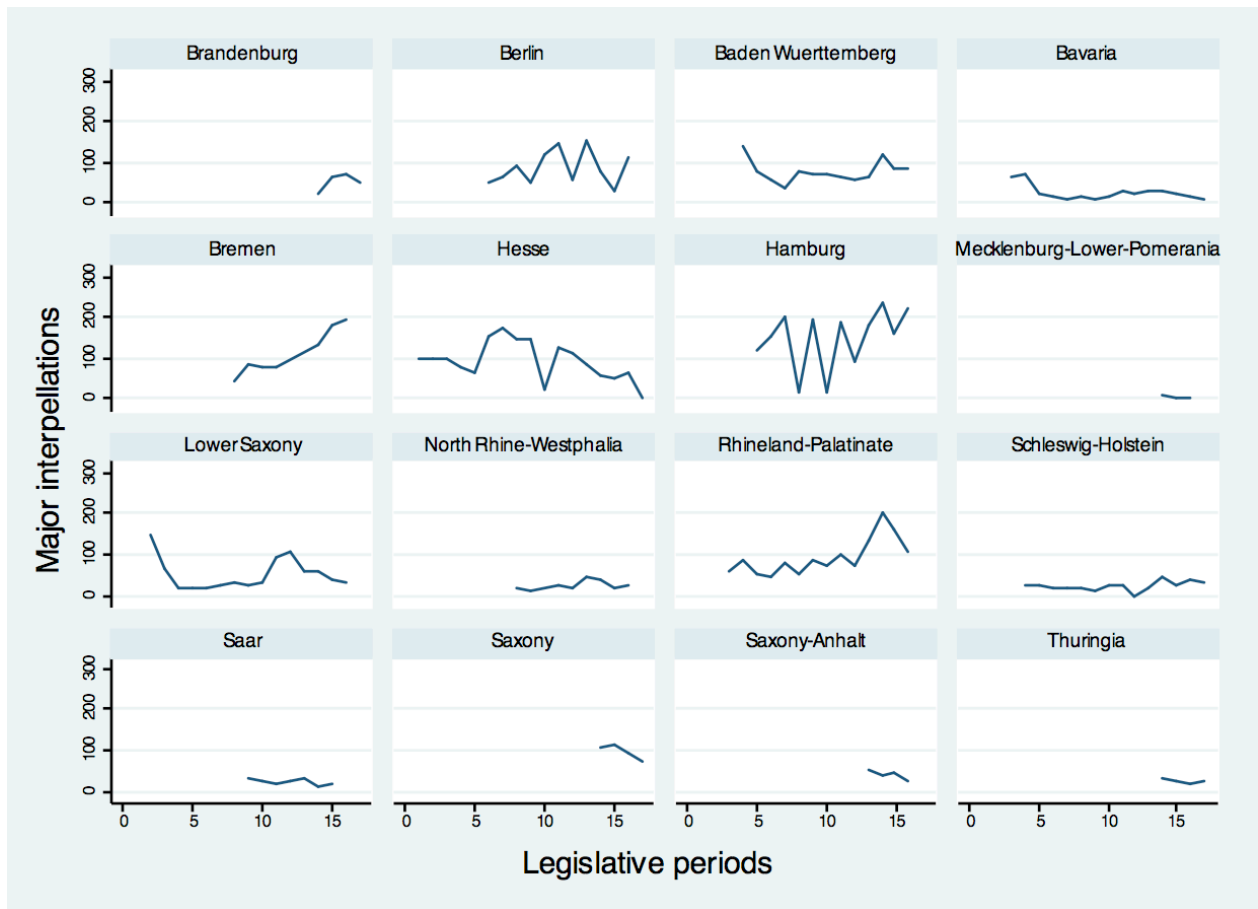 Brandenburg
Berlin
Baden Wuerttemberg
Bavaria
300
200
100
0
Bremen
Hesse
Hamburg
Mecklenburg-Lower-Pomerania
300
200
100
0
Major interpellations
Lower Saxony
North Rhine-Westphalia
Rhineland-Palatinate
Schleswig-Holstein
300
200
100
0
Saar
Saxony
Saxony-Anhalt
Thuringia
300
200
100
0
0 5 10 15 0 5 10 15 0 5 10 15 0 5 10 15
Legislative periods